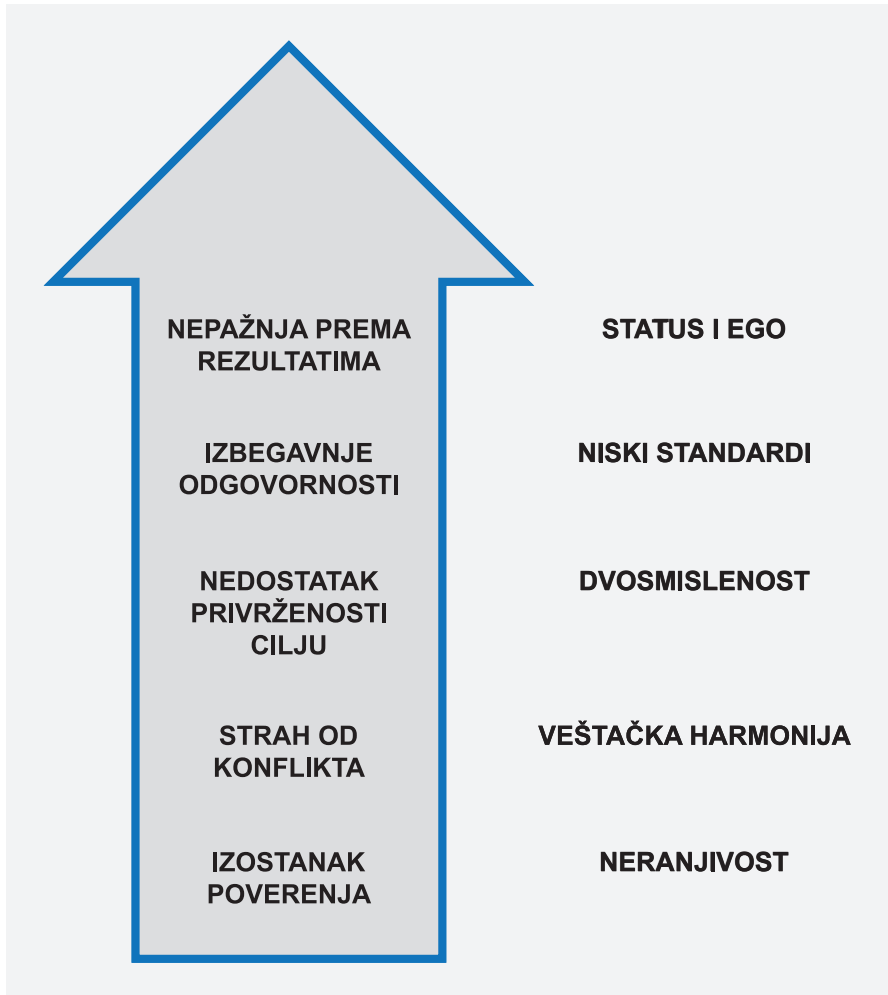 NEPAŽNJA PREMA
REZULTATIMA
STATUS I EGO
IZBEGAVNJE
ODGOVORNOSTI
NISKI STANDARDI
NEDOSTATAK
PRIVRŽENOSTI
CILJU
DVOSMISLENOST
STRAH OD
KONFLIKTA
VEŠTAČKA HARMONIJA
IZOSTANAK
POVERENJA
NERANJIVOST